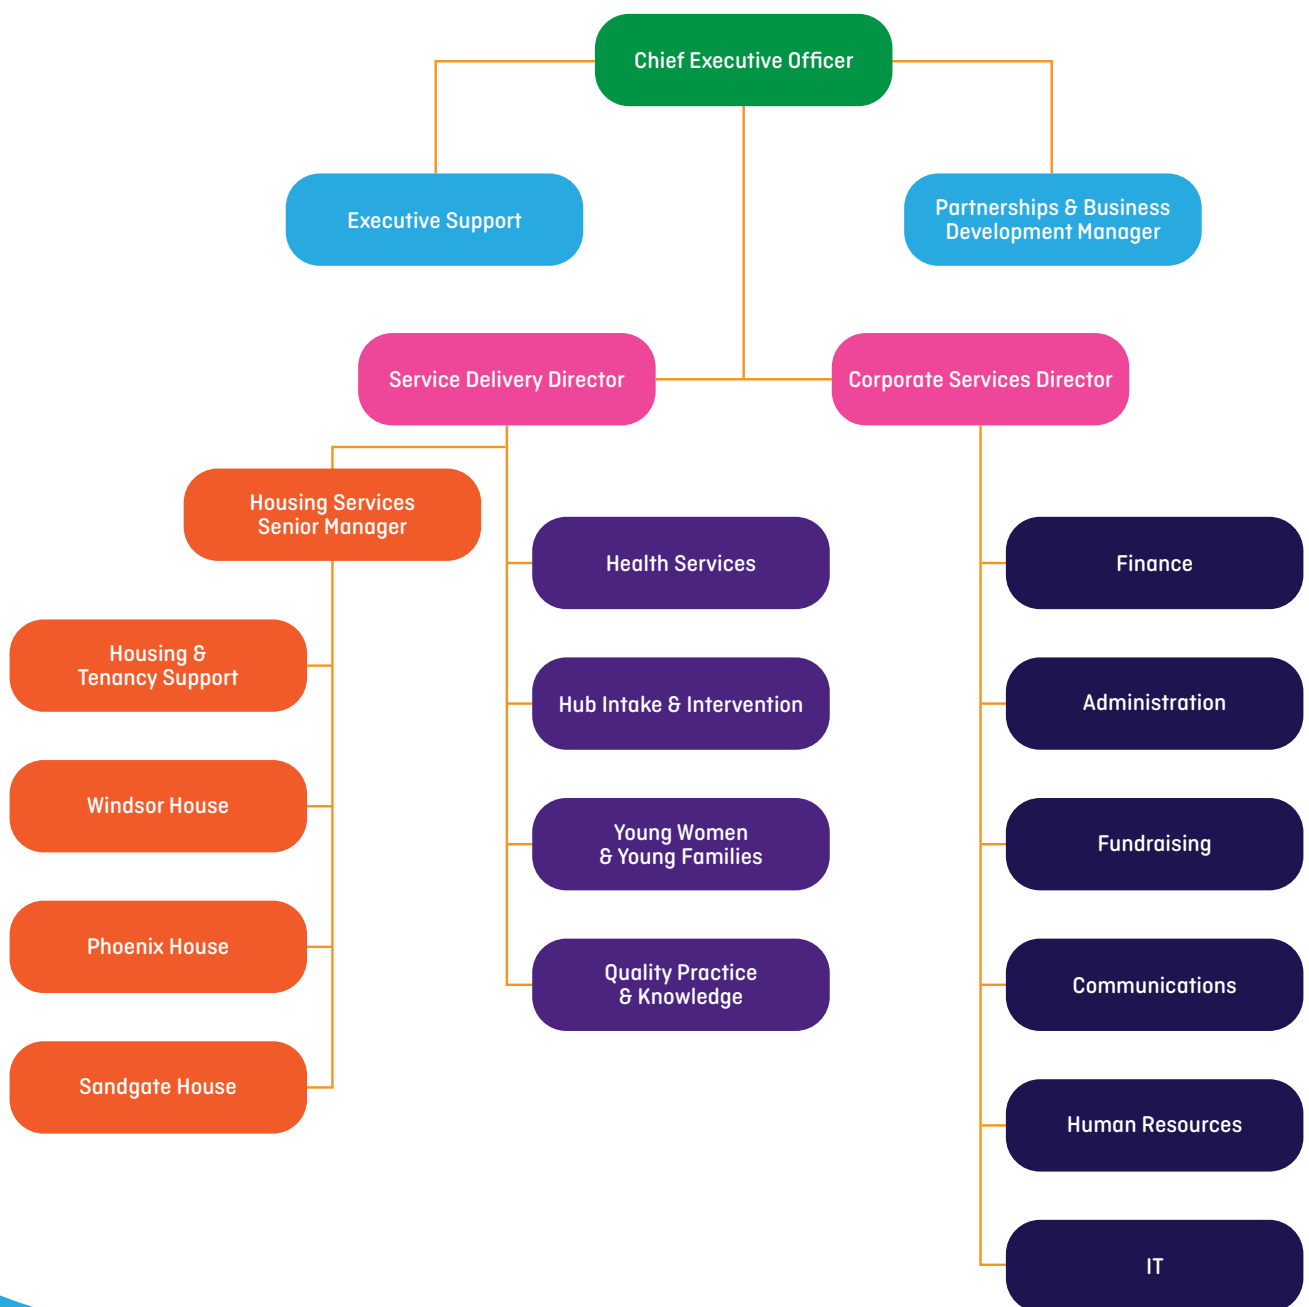 Chief Executive Officer
Executive Support
Partnerships & Business
Development Manager
Service Delivery Director
Corporate Services Director
Housing Services
Senior Manager
Housing &
Tenancy Support
Windsor House
Phoenix House
Sandgate House
Health Services
Hub Intake & Intervention
Young Women
& Young Families
Quality Practice
& Knowledge
Finance
Administration
Fundraising
Communications
Human Resources
IT